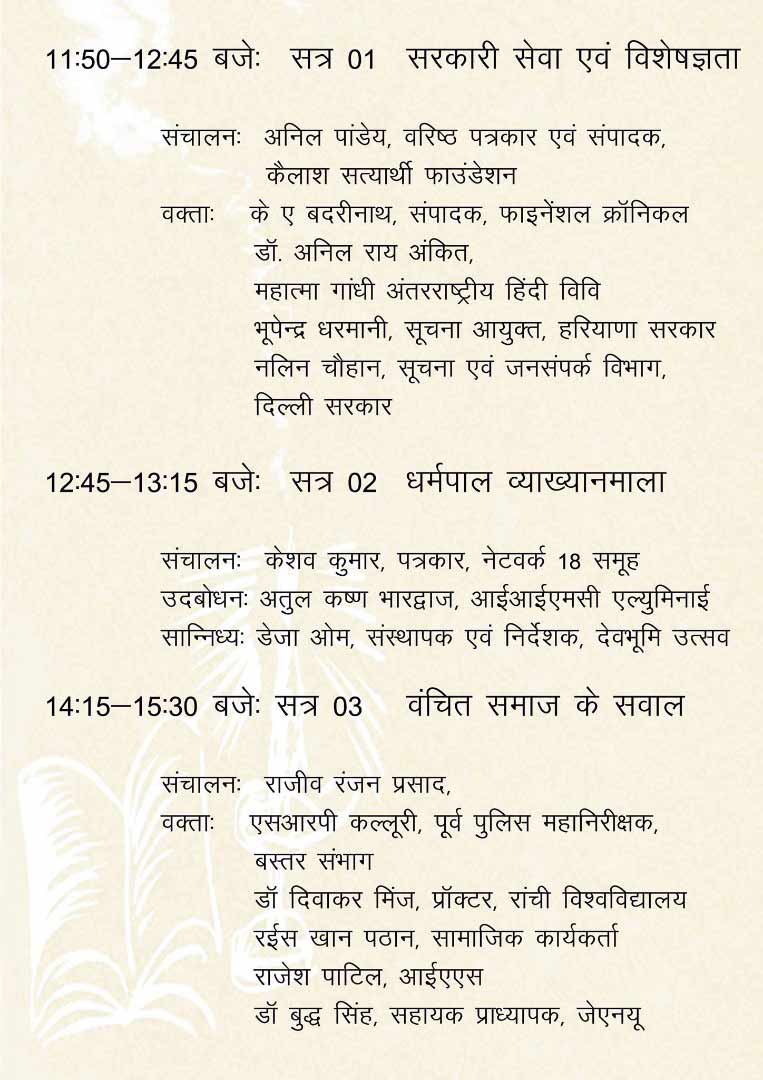 11:50–12:45 बजेः सत्र 01 सरकारी सेवा एवं विशेषज्ञता
संचालनः अनिल पांडेय, वरिष्ठ पत्रकार एवं संपादक,
कैलाश सत्यार्थी फाउंडेशन
वक्ताः के ए बदरीनाथ, संपादक, फाइनेंशल क्रॉनिकल
डॉ. अनिल राय अंकित,
महात्मा गांधी अंतरराष्ट्रीय हिंदी विवि
भूपेन्द्र धरमानी, सूचना आयुक्त, हरियाणा सरकार
नलिन चौहान, सूचना एवं जनसंपर्क विभाग,
दिल्ली सरकार
12:45–13:15 बजेः सत्र 02 धर्मपाल व्याख्यानमाला
संचालनः केशव कुमार, पत्रकार, नेटवर्क 18 समूह
उदबोधनः अतुल कष्ण भारद्वाज, आईआईएमसी एल्युमिनाई
सान्निध्यः डेजा ओम, संस्थापक एवं निर्देशक, देवभूमि उत्सव
14:15–15:30 बजेः सत्र 03 वंचित समाज के सवाल
संचालनः राजीव रंजन प्रसाद,
वक्ताः एसआरपी कल्लूरी, पूर्व पुलिस महानिरीक्षक,
बस्तर संभाग
डॉ दिवाकर मिंज, प्रॉक्टर, रांची विश्वविद्यालय
रईस खान पठान, सामाजिक कार्यकर्ता
राजेश पाटिल, आईएएस
डॉ बुद्ध सिंह, सहायक प्राध्यापक, जेएनयू